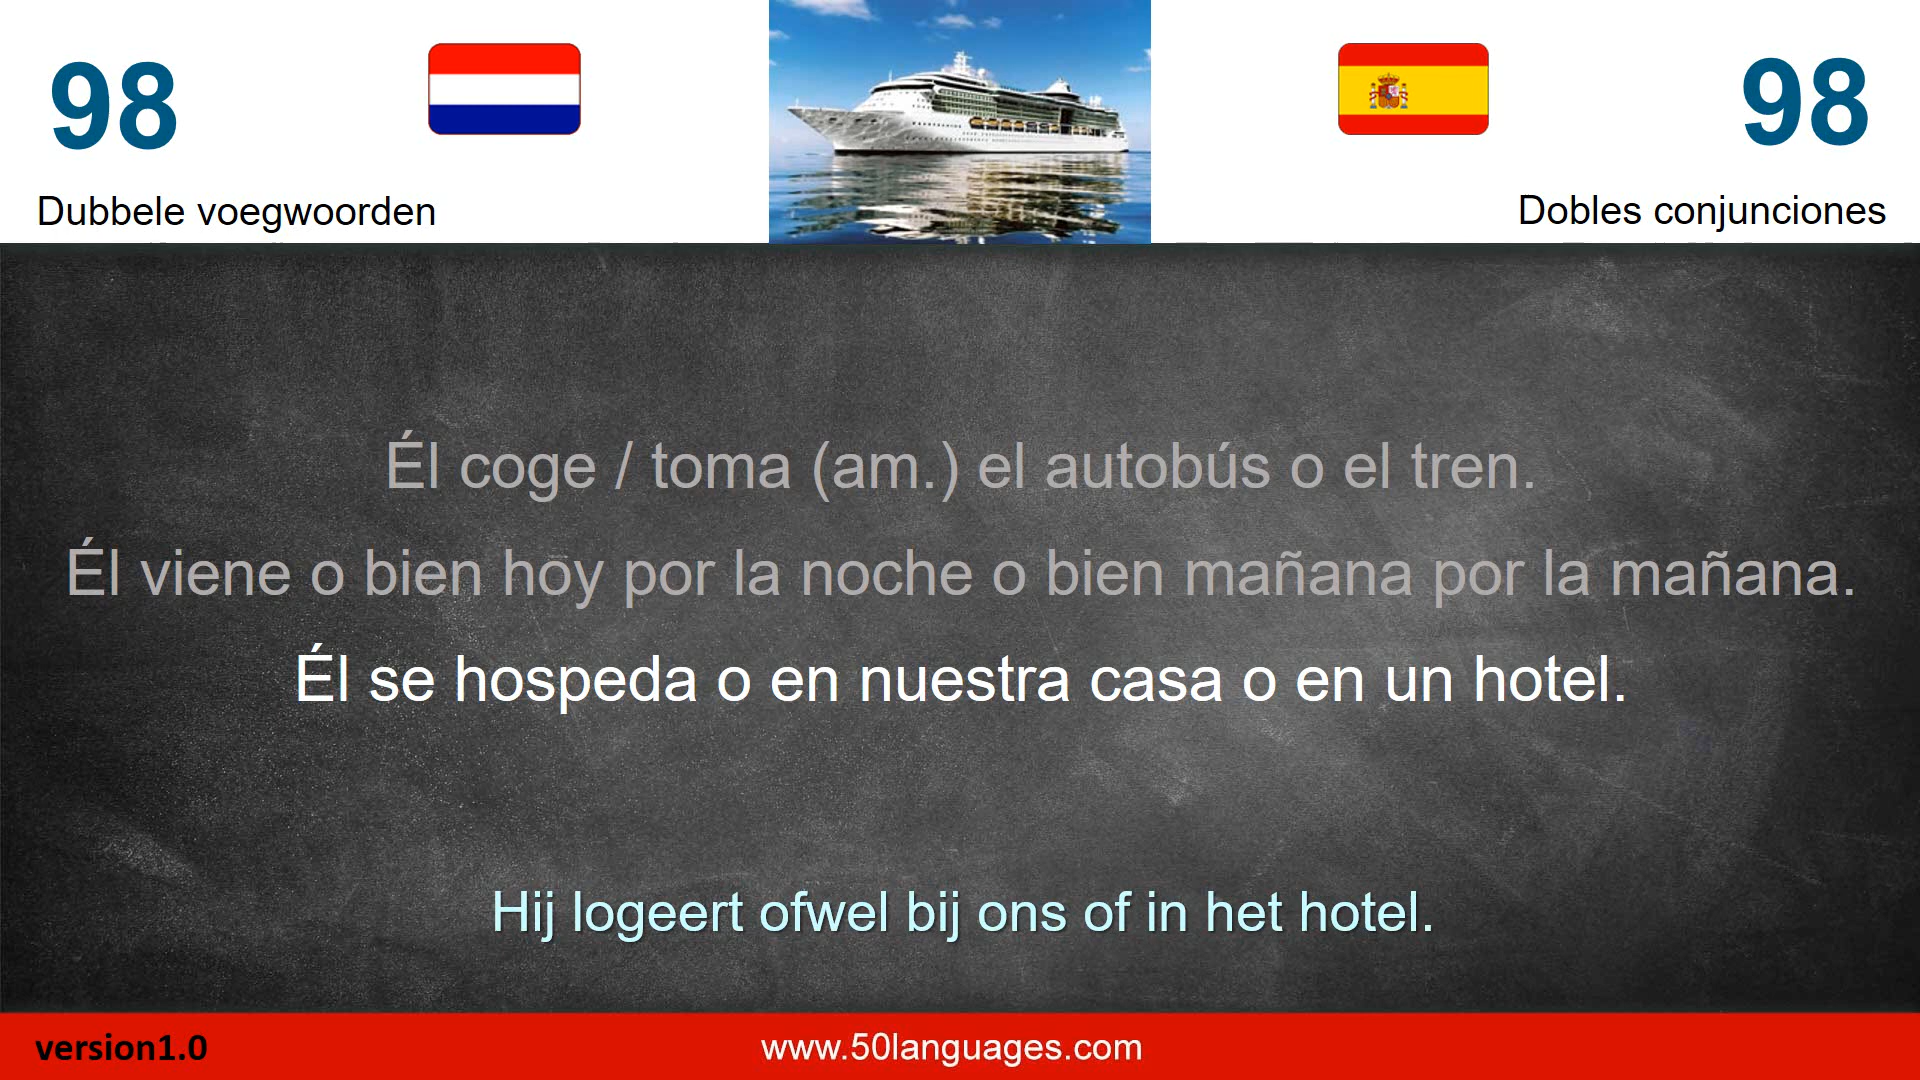 98
98
Dubbele voegwoorden
Dobles conjunciones
Él coge / toma (am.) el autobús o el tren.
Él viene o bien hoy por la noche o bien mañana por la mañana.
Él se hospeda o en nuestra casa o en un hotel.
Hij logeert ofwel bij ons of in het hotel.
version1.0
www.50languages.com